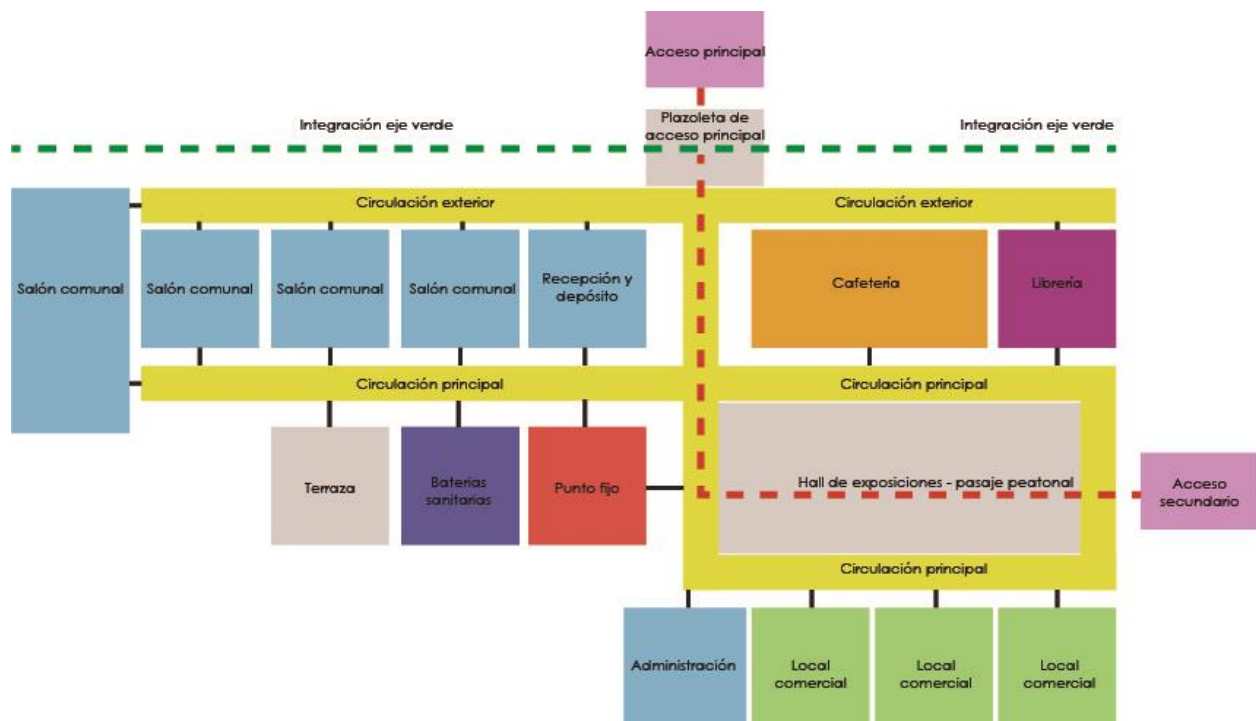 Acceso principal
Plazoleta de
acceso principal
Integración eje verde
Integración eje verde
Circulación exterior
Circulación exterior
Salón comunal
Salón comunal
Salón comunal
Salón comunal
Recepción y
depósito
Cafetería
Librería
Circulación principal
Circulación principal
Terraza
Baterias
sanitarias
Punto fijo
Hall de exposiciones - pasaje peatonal
Acceso
secundario
Circulación principal
Administración
Local
comercial
Local
comercial
Local
comercial